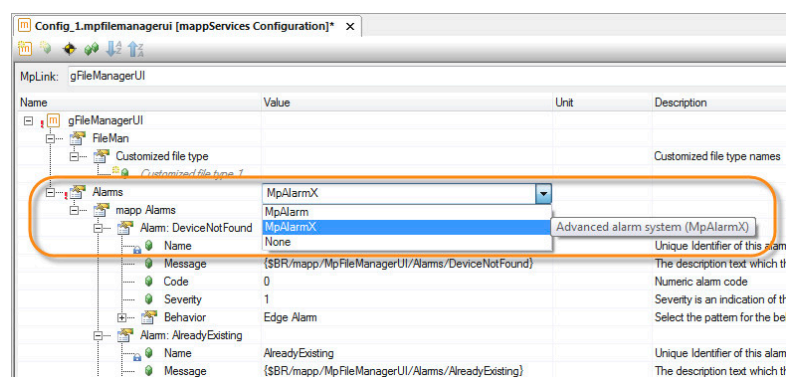 Config_1.mpfilemanagerui [mappServices Configuration]* x
MpLink: gFileManagerUI
Name Value Unit Description
gFileManagerUI
FileMan
Customized file type Customized file type names
Customized file type 1
Alarms MpAlarmX
mapp Alarms MpAlarm
Alarm: DeviceNotFound MpAlarmX Advanced alarm system (MpAlarmX)
Name None Unique Identifier of this alarm
Message {$BR/mapp/MpFileManagerUI/Alarms/DeviceNotFound} The description text which th
Code 0 Numeric alarm code
Severity 1 Severity is an indication of th
Behavior Edge Alarm Select the pattern for the be
Alarm: AlreadyExisting
Name AlreadyExisting Unique Identifier of this alarm
Message {$BR/mapp/MpFileManagerUI/Alarms/AlreadyExisting} The description text which th